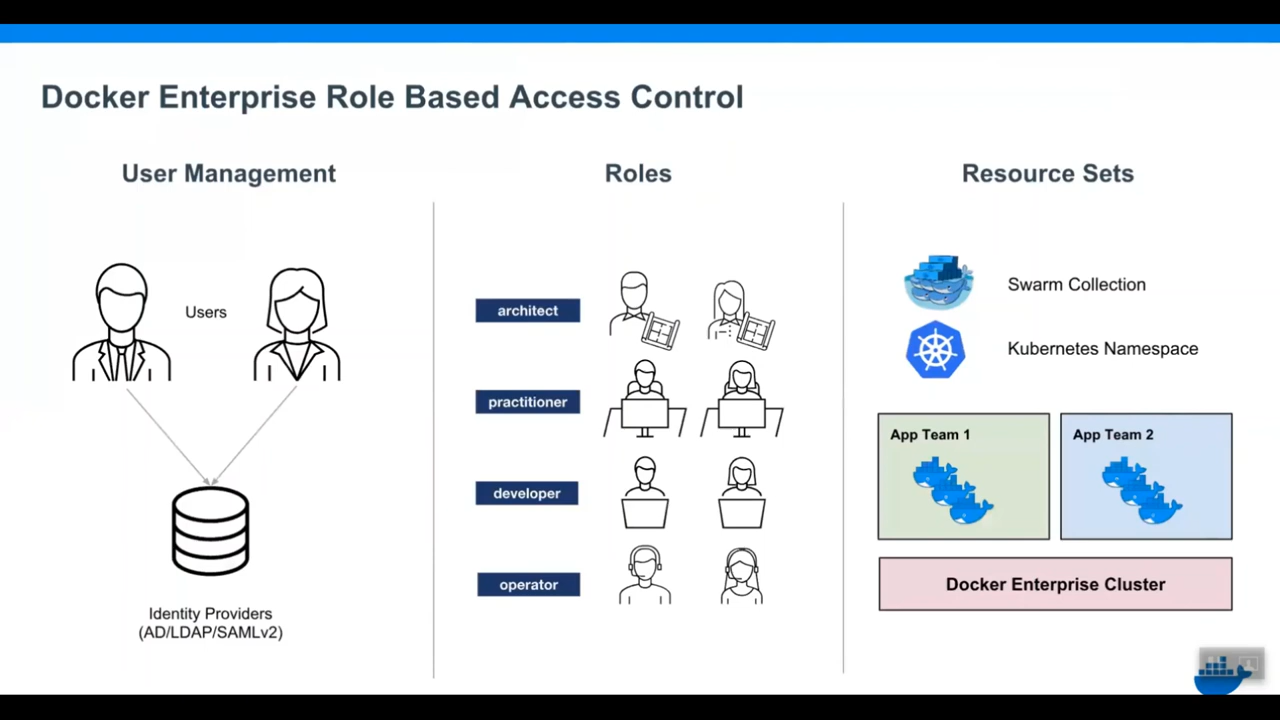 Docker Enterprise Role Based Access Control
User Management
Users
Identity Providers
(AD/LDAP/SAMLv2)
Roles
architect
practitioner
developer
operator
Resource Sets
Swarm Collection
Kubernetes Namespace
App Team 1
App Team 2
Docker Enterprise Cluster